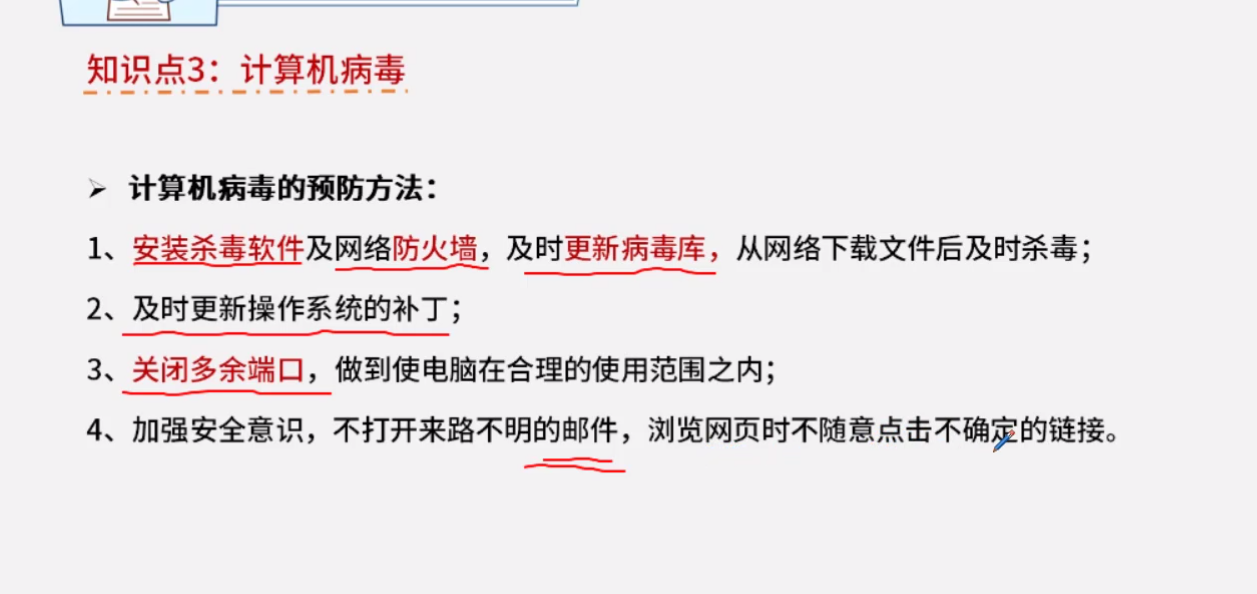 知识点3：计算机病毒
➢ 计算机病毒的预防方法：
1、安装杀毒软件及网络防火墙，及时更新病毒库，从网络下载文件后及时杀毒；
2、及时更新操作系统的补丁；
3、关闭多余端口，做到使电脑在合理的使用范围之内；
4、加强安全意识，不打开来路不明的邮件，浏览网页时不随意点击不确定的链接。